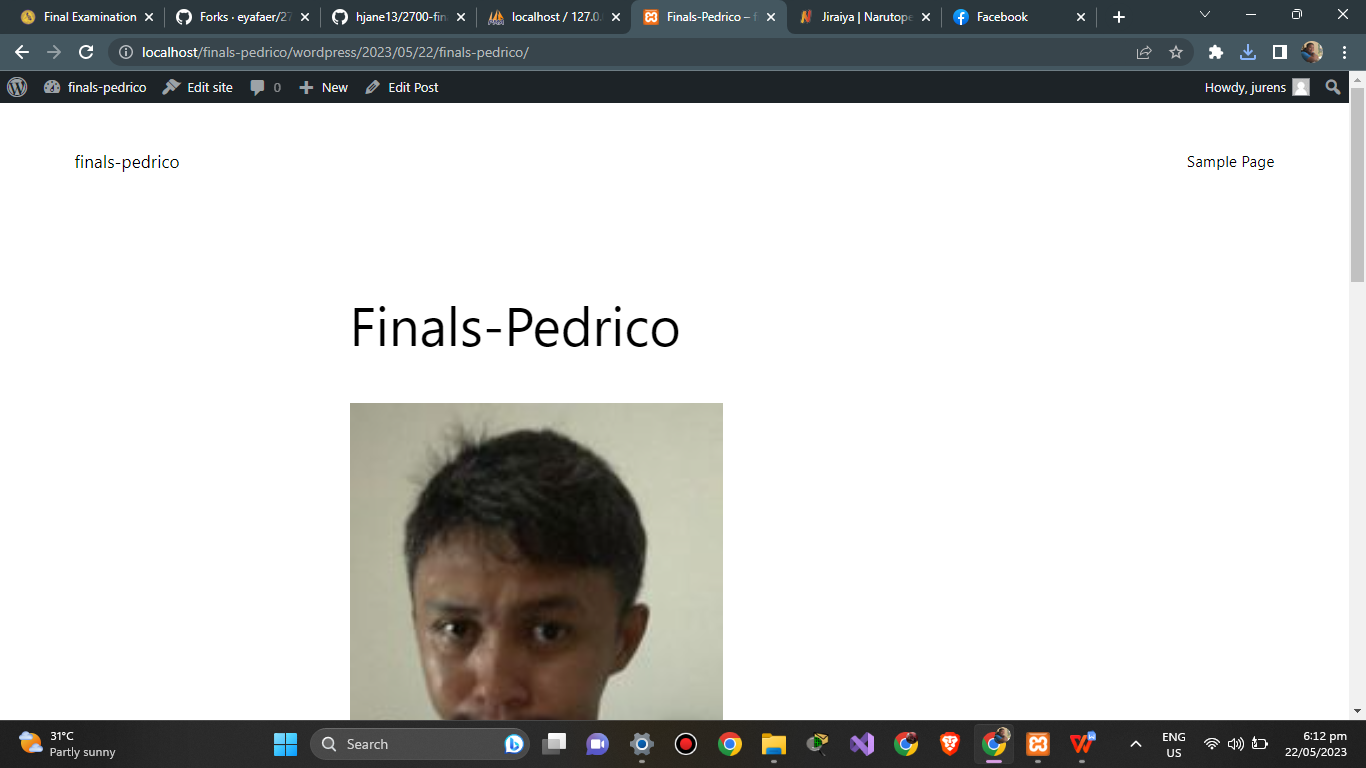 Final Examination
Forks · eyafaer/27
hjane13/2700-fin
localhost / 127.0.
Finals-Pedrico – f
Jiraiya | Narutope
Facebook
localhost/finals-pedrico/wordpress/2023/05/22/finals-pedrico/
finals-pedrico
Edit site
0
New
Edit Post
Howdy, jurens
finals-pedrico
Sample Page
Finals-Pedrico
31°C
Partly sunny
Search
ENG
US
6:12 pm
22/05/2023